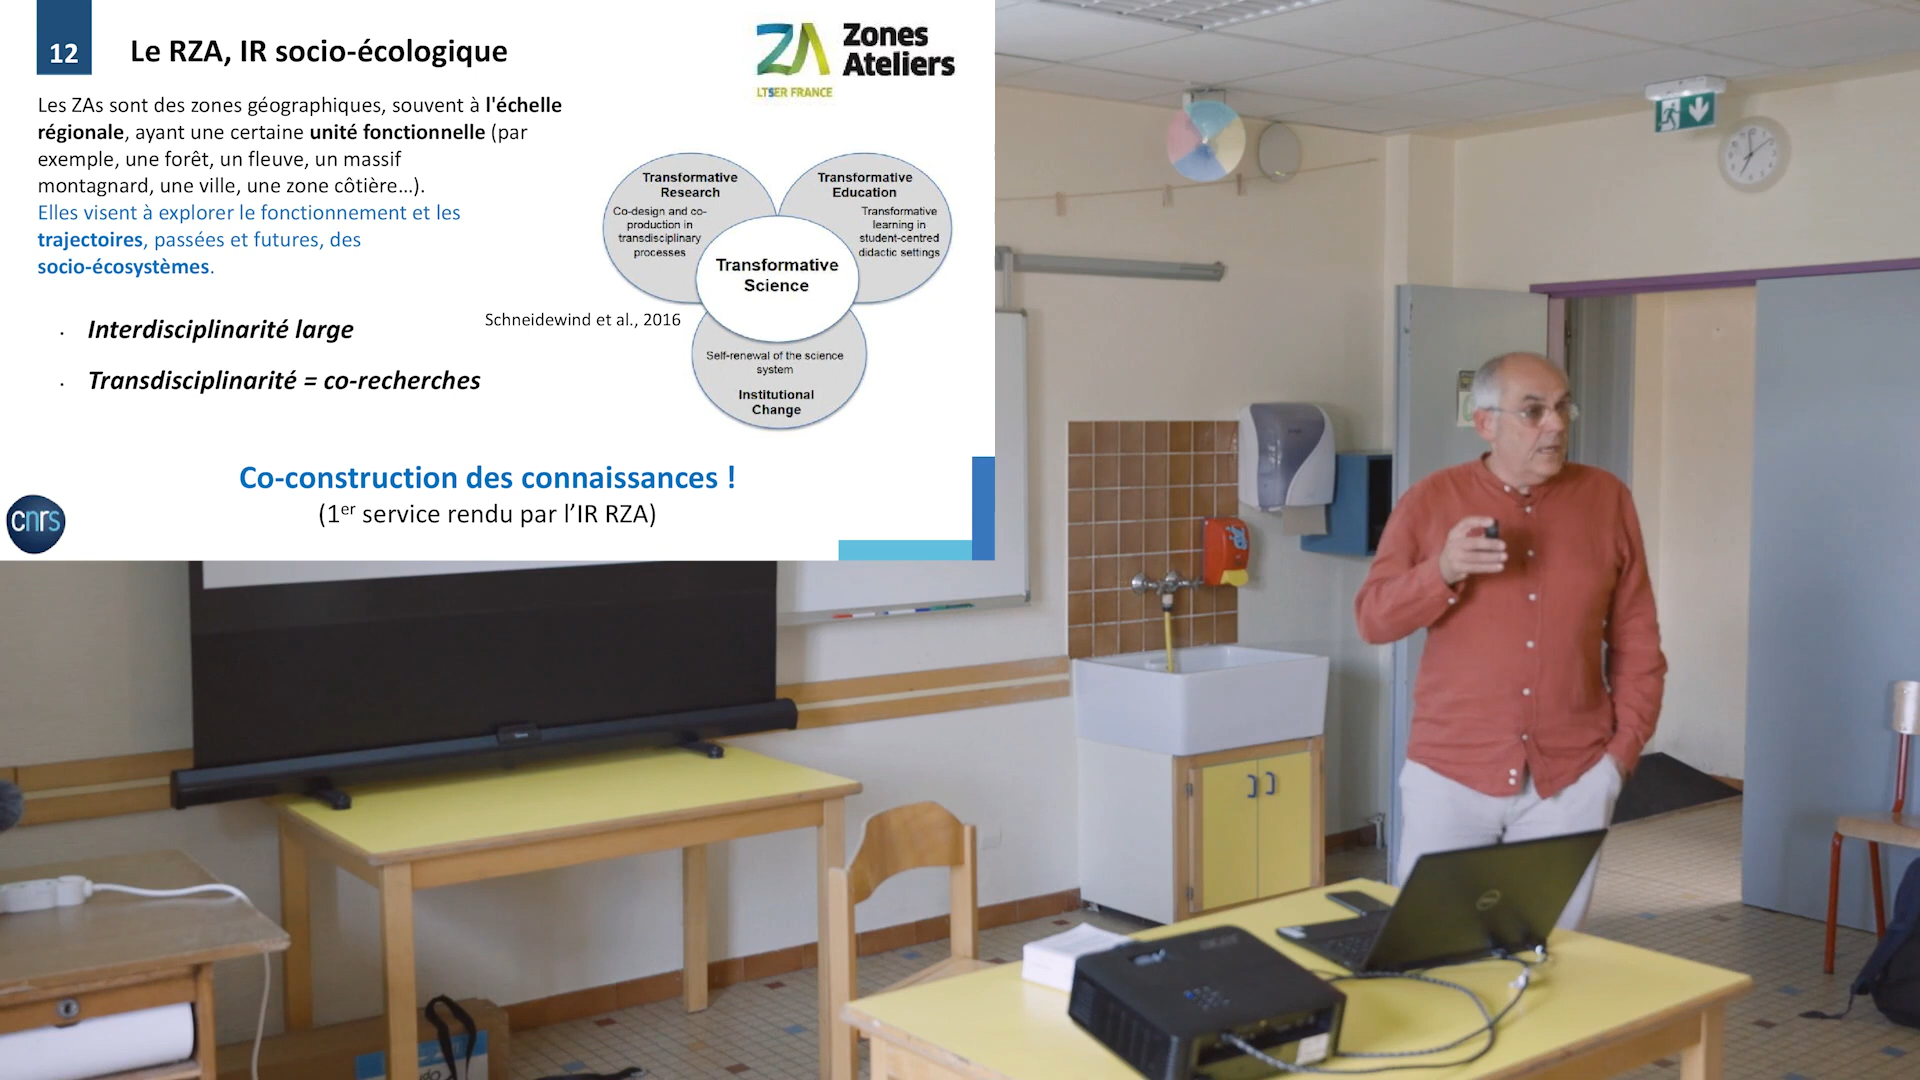 12
Le RZA, IR socio-écologique
Zones
Ateliers
LTSER FRANCE
Les ZAs sont des zones géographiques, souvent à l'échelle
régionale, ayant une certaine unité fonctionnelle (par
exemple, une forêt, un fleuve, un massif
montagnard, une ville, une zone côtière…).
Elles visent à explorer le fonctionnement et les
trajectoires, passées et futures, des
socio-écosystèmes.
Transformative
Research
Co-design and co-
production in
transdisciplinary
processes
Transformative
Education
Transformative
learning in
student-centred
didactic settings
Transformative
Science
Self-renewal of the science
system
Institutional
Change
Schneidewind et al., 2016
· Interdisciplinarité large
· Transdisciplinarité = co-recherches
Co-construction des connaissances !
(1er service rendu par l’IR RZA)
cnrs
DELL